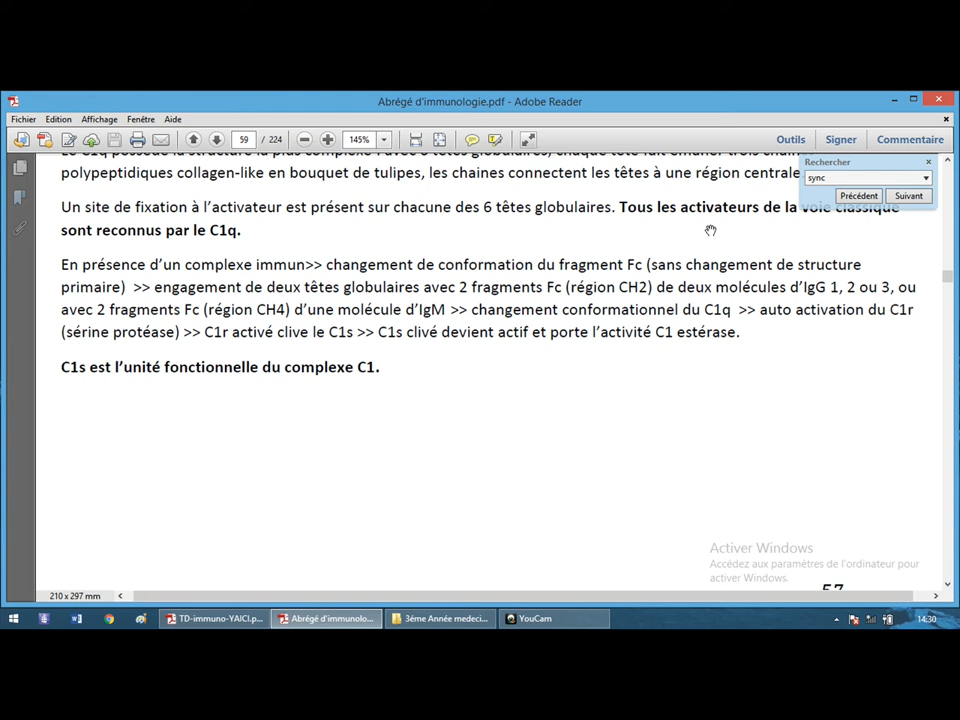 Abrégé d'immunologie.pdf - Adobe Reader
Fichier Edition Affichage Fenêtre Aide
59 / 224 145% Outils Signer Commentaire
Rechercher
sync
Précédent Suivant
polypeptidiques collagen-like en bouquet de tulipes, les chaines connectent les têtes à une région centrale
Un site de fixation à l'activateur est présent sur chacune des 6 têtes globulaires. Tous les activateurs de la voie classique
sont reconnus par le C1q.
En présence d'un complexe immun>> changement de conformation du fragment Fc (sans changement de structure
primaire) >> engagement de deux têtes globulaires avec 2 fragments Fc (région CH2) de deux molécules d'IgG 1, 2 ou 3, ou
avec 2 fragments Fc (région CH4) d'une molécule d'IgM >> changement conformationnel du C1q >> auto activation du C1r
(sérine protéase) >> C1r activé clive le C1s >> C1s clivé devient actif et porte l'activité C1 estérase.
C1s est l'unité fonctionnelle du complexe C1.
Activer Windows
Accédez aux paramètres de l'ordinateur pour
activer Windows.
57
210 x 297 mm
TD-immuno-YAICI.p... Abrégé d'immunolo... 3éme Année medeci... YouCam 14:30